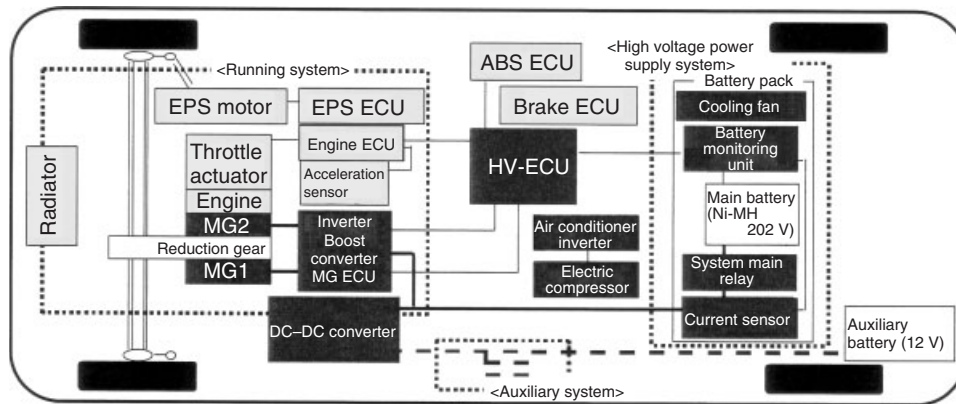 <Running system>
<High voltage power
supply system>
ABS ECU
Battery pack
EPS motor
EPS ECU
Brake ECU
Cooling fan
Radiator
Throttle
actuator
Engine ECU
Acceleration
sensor
HV-ECU
Battery
monitoring
unit
Engine
MG2
Reduction gear
MG1
Inverter
Boost
converter
MG ECU
Air conditioner
inverter
Electric
compressor
Main battery
(Ni-MH
202 V)
System main
relay
Current sensor
DC–DC converter
Auxiliary
battery (12 V)
<Auxiliary system>